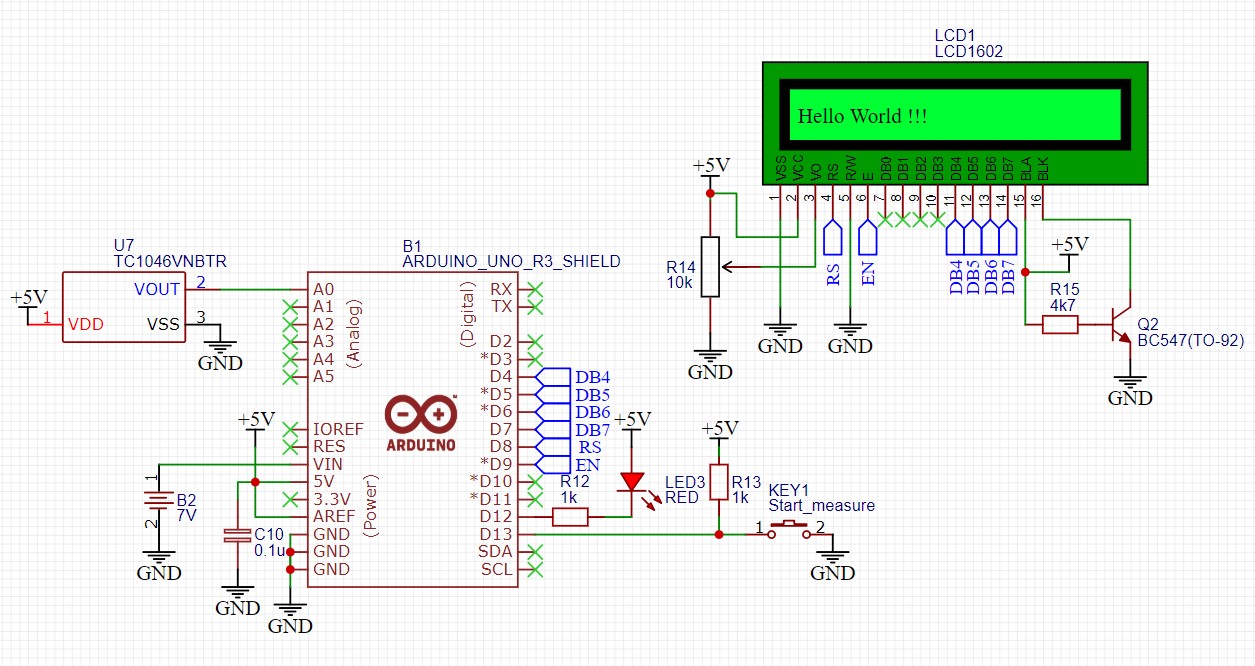 LCD1
LCD1602
Hello World !!!
VSS
VCC
VO
RS
R/W
E
DB0
DB1
DB2
DB3
DB4
DB5
DB6
DB7
BLA
BLK
1
2
3
4
5
6
7
8
9
10
11
12
13
14
15
16
+5V
R14
10k
GND
GND
RS
GND
EN
DB4
DB5
DB6
DB7
+5V
R15
4k7
Q2
BC547(TO-92)
GND
U7
TC1046VNBTR
+5V
1
VDD
VOUT
2
VSS
3
GND
B1
ARDUINO_UNO_R3_SHIELD
A0
A1
A2
A3
A4
A5
(Analog)
IOREF
RES
VIN
5V
3.3V
AREF
GND
GND
GND
(Power)
ARDUINO
™
(Digital)
RX
TX
D2
*D3
D4
*D5
*D6
D7
D8
*D9
*D10
*D11
D12
D13
SDA
SCL
DB4
DB5
DB6
DB7
RS
EN
+5V
1
B2
7V
2
GND
C10
0.1u
GND
GND
R12
1k
+5V
LED3
RED
+5V
R13
1k
KEY1
Start_measure
1
2
GND